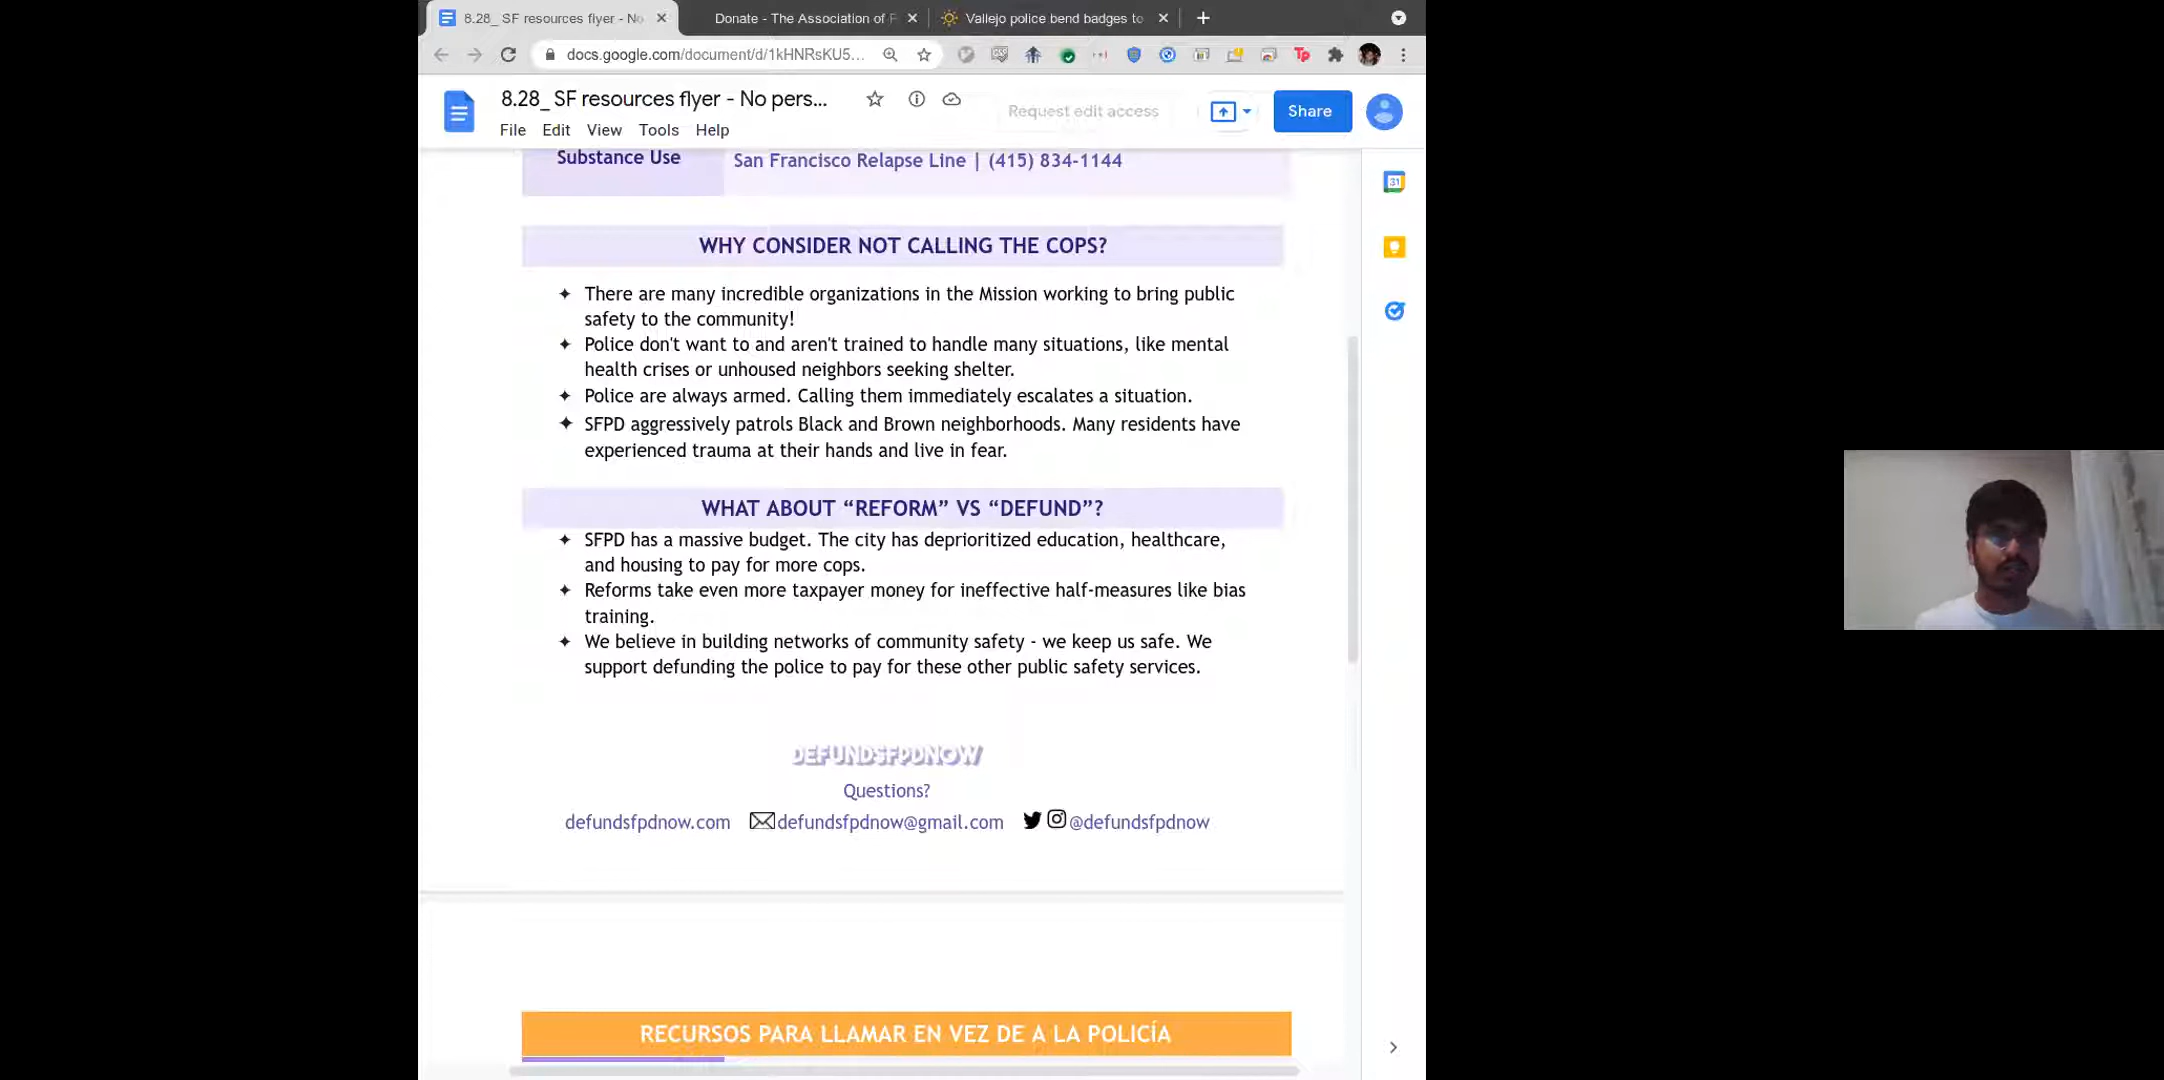 8.28_ SF resources flyer - No
Donate - The Association of
Vallejo police bend badges to
docs.google.com/document/d/1kHNRsKU5...
Tp
8.28_ SF resources flyer - No pers...
Request edit access
Share
File Edit View Tools Help
31
Substance Use
San Francisco Relapse Line | (415) 834-1144
WHY CONSIDER NOT CALLING THE COPS?
There are many incredible organizations in the Mission working to bring public
safety to the community!
Police don't want to and aren't trained to handle many situations, like mental
health crises or unhoused neighbors seeking shelter.
Police are always armed. Calling them immediately escalates a situation.
SFPD aggressively patrols Black and Brown neighborhoods. Many residents have
experienced trauma at their hands and live in fear.
WHAT ABOUT “REFORM” VS “DEFUND”?
SFPD has a massive budget. The city has deprioritized education, healthcare,
and housing to pay for more cops.
Reforms take even more taxpayer money for ineffective half-measures like bias
training.
We believe in building networks of community safety - we keep us safe. We
support defunding the police to pay for these other public safety services.
DEFUNDSFPDNOW
Questions?
defundsfpdnow.com defundsfpdnow@gmail.com @defundsfpdnow
RECURSOS PARA LLAMAR EN VEZ DE A LA POLICÍA